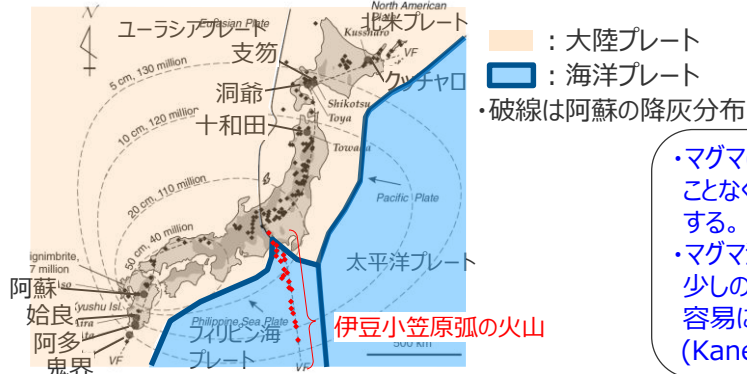 North American
Plate
Eurasian Plate
ユーラシアプレート
北米プレート
Kussharo
VF
支笏
クッチャロ
洞爺
Shikotsu
Toya
十和田
Towada
5 cm, 130 million
10 cm, 120 million
20 cm, 110 million
50 cm, 40 million
Pacific Plate
太平洋プレート
ignimbrite,
7 million
阿蘇
姶良
阿多
鬼界
yushu Isl.
VF
Philippine Sea Plate
フィリピン海
プレート
VF
伊豆小笠原弧の火山
500 km
：大陸プレート
：海洋プレート
・破線は阿蘇の降灰分布
・マグマ
ことなく
する。
・マグマ
少しの
容易に
(Kane